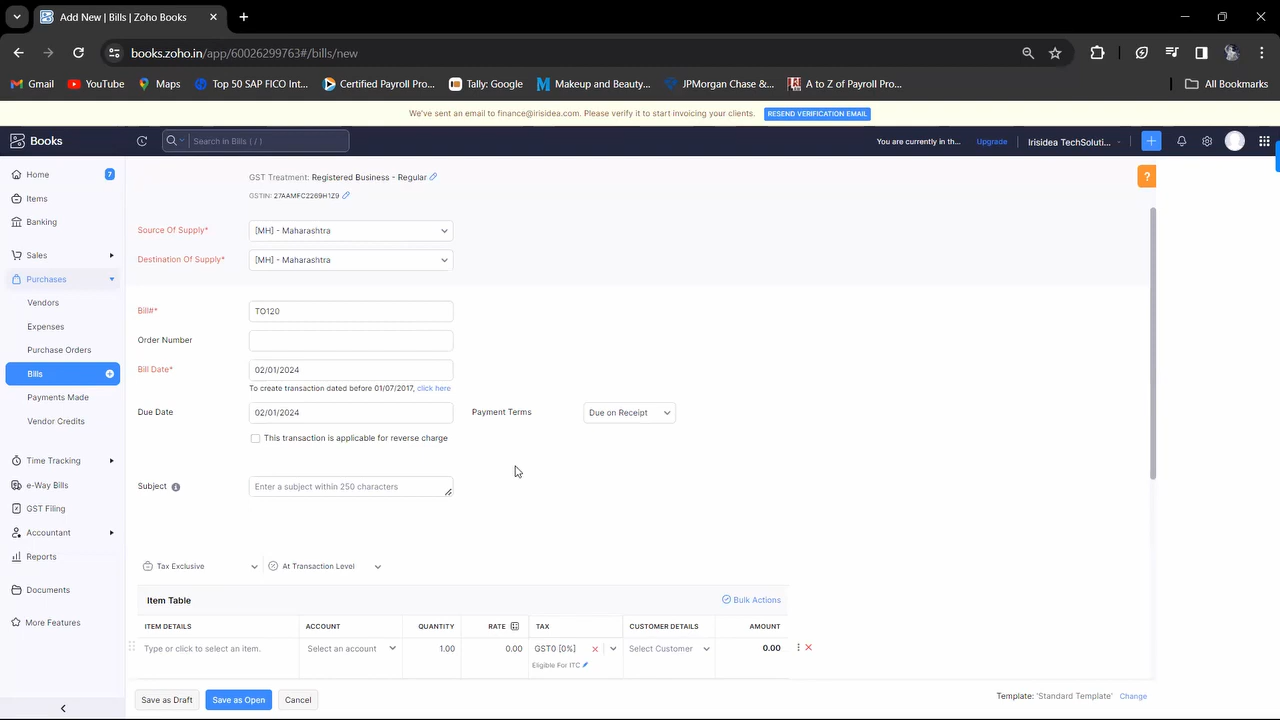 Add New | Bills | Zoho Books
books.zoho.in/app/60026299763#/bills/new
Gmail YouTube Maps Top 50 SAP FICO Int... Certified Payroll Pro... Tally: Google Makeup and Beauty... JPMorgan Chase &... A to Z of Payroll Pro... All Bookmarks
We've sent an email to finance@irisidea.com. Please verify it to start invoicing your clients. RESEND VERIFICATION EMAIL
Books Search in Bills ( / ) You are currently in th... Upgrade Irisidea TechSoluti...
Home 7
Items
Banking
Sales
Purchases
Vendors
Expenses
Purchase Orders
Bills
Payments Made
Vendor Credits
Time Tracking
e-Way Bills
GST Filing
Accountant
Reports
Documents
More Features
GST Treatment: Registered Business - Regular
GSTIN: 27AAMFC2269H1Z9
?
Source Of Supply* [MH] - Maharashtra
Destination Of Supply* [MH] - Maharashtra
Bill#* TO120
Order Number
Bill Date* 02/01/2024
To create transaction dated before 01/07/2017, click here
Due Date 02/01/2024 Payment Terms Due on Receipt
This transaction is applicable for reverse charge
Subject Enter a subject within 250 characters
Tax Exclusive At Transaction Level
Item Table Bulk Actions
ITEM DETAILS ACCOUNT QUANTITY RATE TAX CUSTOMER DETAILS AMOUNT
Type or click to select an item. Select an account 1.00 0.00 GST0 [0%] Select Customer 0.00
Eligible For ITC
Save as Draft Save as Open Cancel Template: 'Standard Template' Change